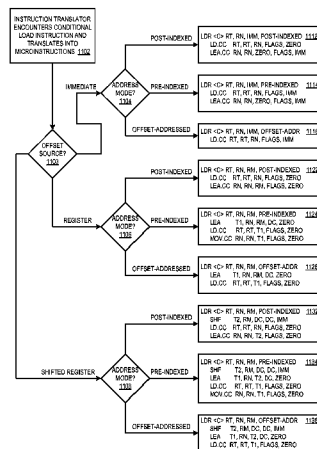 INSTRUCTION TRANSLATOR
ENCOUNTERS CONDITIONAL
LOAD INSTRUCTION AND
TRANSLATES INTO
MICROINSTRUCTIONS 1102
OFFSET
SOURCE?
1103
IMMEDIATE
ADDRESS
MODE?
1104
POST-INDEXED
LDR <C> RT, RN, IMM, POST-INDEXED 1112
LD.CC RT, RT, RN, FLAGS, ZERO
LEA.CC RN, RN, ZERO, FLAGS, IMM
PRE-INDEXED
LDR <C> RT, RN, IMM, PRE-INDEXED 1114
LD.CC RT, RT, RN, FLAGS, IMM
LEA.CC RN, RN, ZERO, FLAGS, IMM
OFFSET-ADDRESSED
LDR <C> RT, RN, IMM, OFFSET-ADDR 1116
LD.CC RT, RT, RN, FLAGS, IMM
REGISTER
ADDRESS
MODE?
1106
POST-INDEXED
LDR <C> RT, RN, RM, POST-INDEXED 1122
LD.CC RT, RT, RN, FLAGS, ZERO
LEA.CC RN, RN, RM, FLAGS, ZERO
PRE-INDEXED
LDR <C> RT, RN, RM, PRE-INDEXED 1124
LEA T1, RN, RM, DC, ZERO
LD.CC RT, RT, T1, FLAGS, ZERO
MOV.CC RN, RN, T1, FLAGS, ZERO
OFFSET-ADDRESSED
LDR <C> RT, RN, RM, OFFSET-ADDR 1126
LEA T1, RN, RM, DC, ZERO
LD.CC RT, RT, T1, FLAGS, ZERO
SHIFTED REGISTER
ADDRESS
MODE?
1108
POST-INDEXED
LDR <C> RT, RN, RM, POST-INDEXED 1132
SHF T2, RM, DC, DC, IMM
LD.CC RT, RT, RN, FLAGS, ZERO
LEA.CC RN, RN, T2, FLAGS, ZERO
PRE-INDEXED
LDR <C> RT, RN, RM, PRE-INDEXED 1134
SHF T2, RM, DC, DC, IMM
LEA T1, RN, T2, DC, ZERO
LD.CC RT, RT, T1, FLAGS, ZERO
MOV.CC RN, RN, T1, FLAGS, ZERO
OFFSET-ADDRESSED
LDR <C> RT, RN, RM, OFFSET-ADDR 1136
SHF T2, RM, DC, DC, IMM
LEA T1, RN, T2, DC, ZERO
LD.CC RT, RT, T1, FLAGS, ZERO